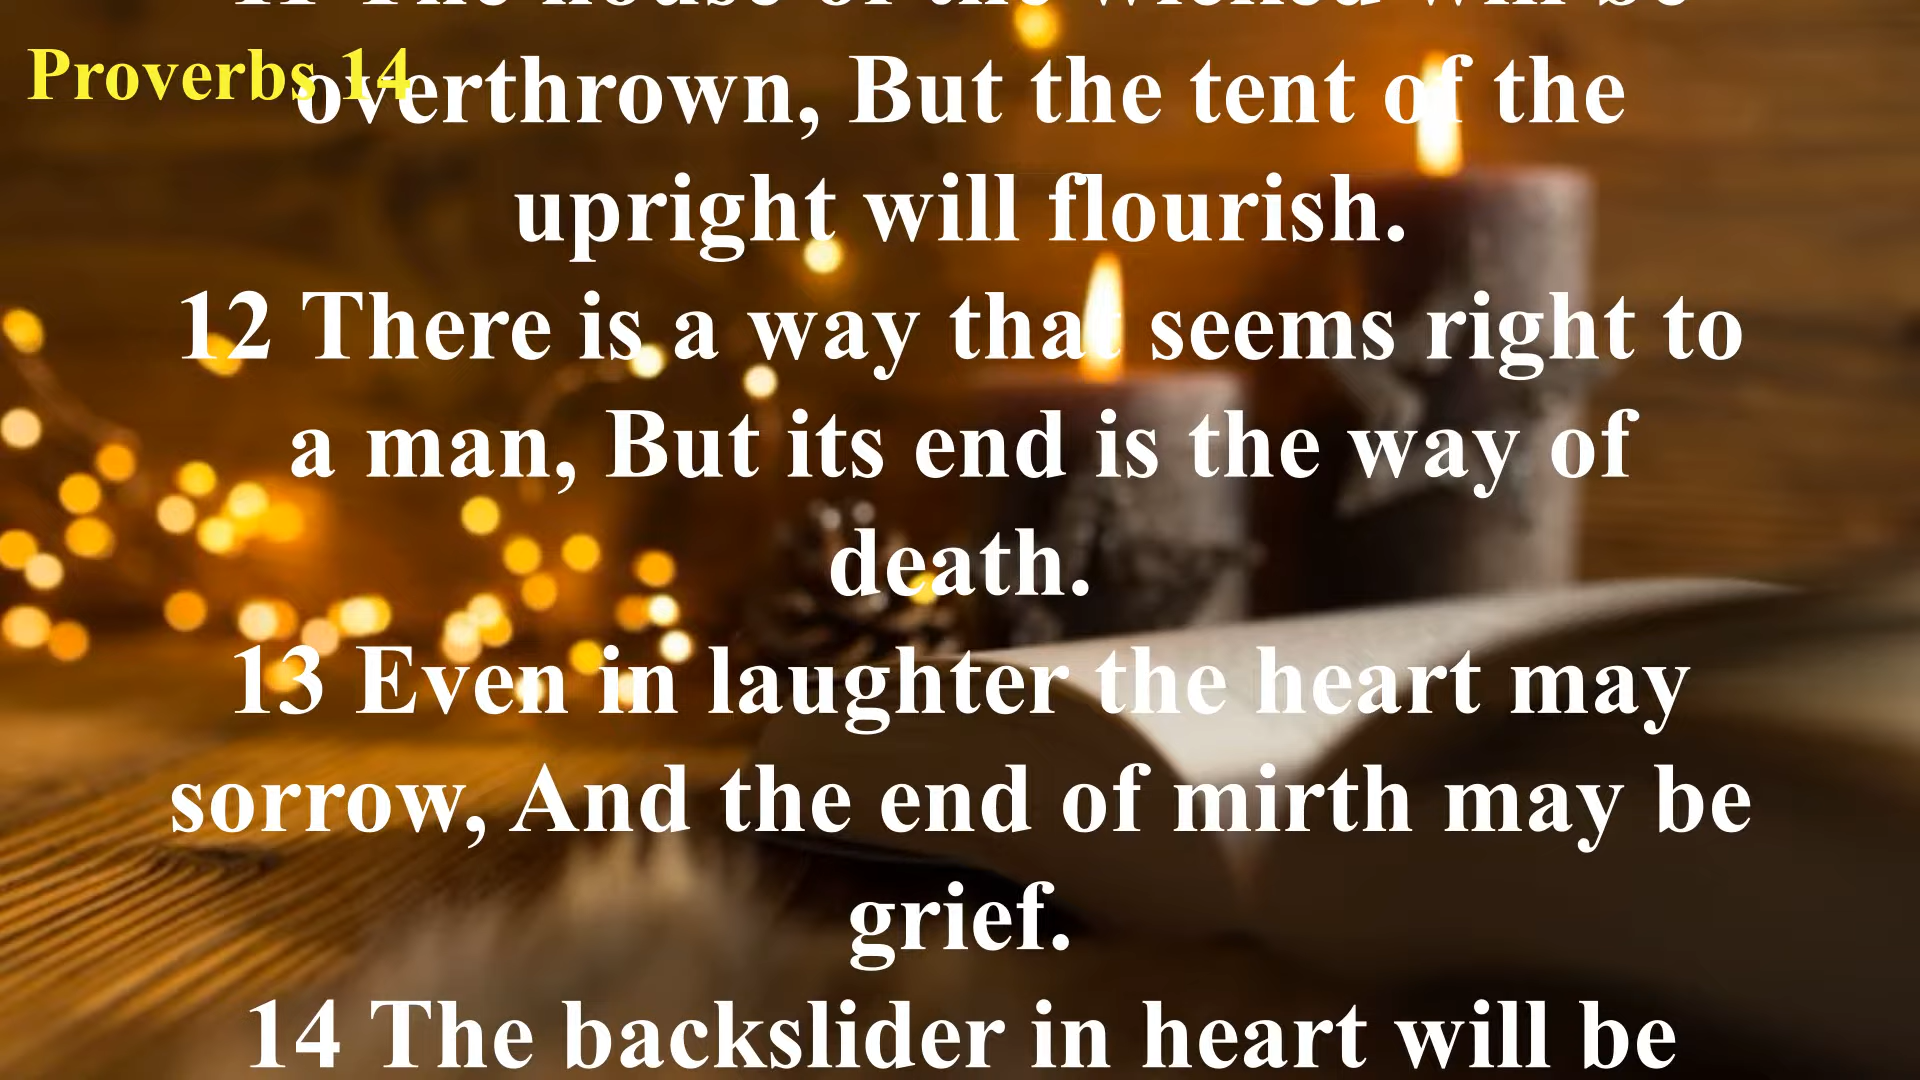 11 The house of the wicked will be
Proverbs 14
overthrown, But the tent of the
upright will flourish.
12 There is a way that seems right to
a man, But its end is the way of
death.
13 Even in laughter the heart may
sorrow, And the end of mirth may be
grief.
14 The backslider in heart will be